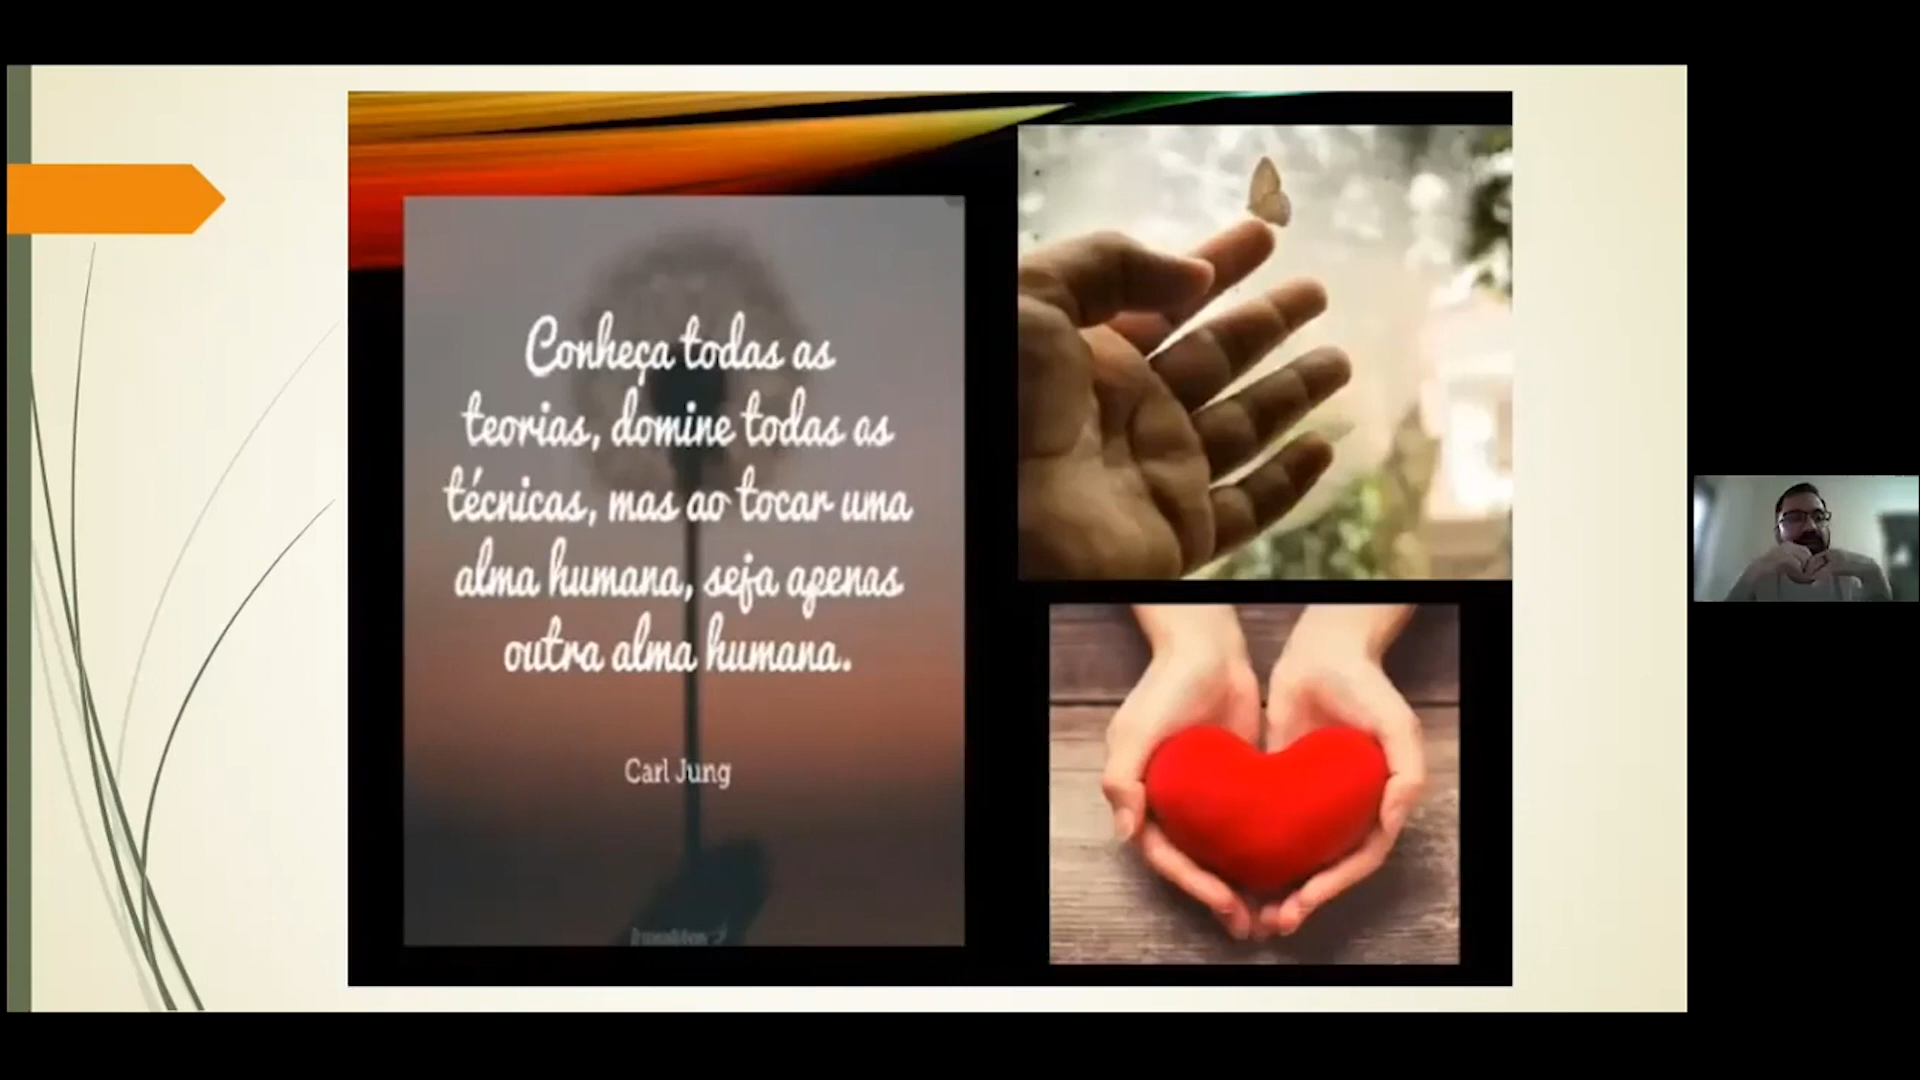 Conheça todas as
teorias, domine todas as
técnicas, mas ao tocar uma
alma humana, seja apenas
outra alma humana.
Carl Jung